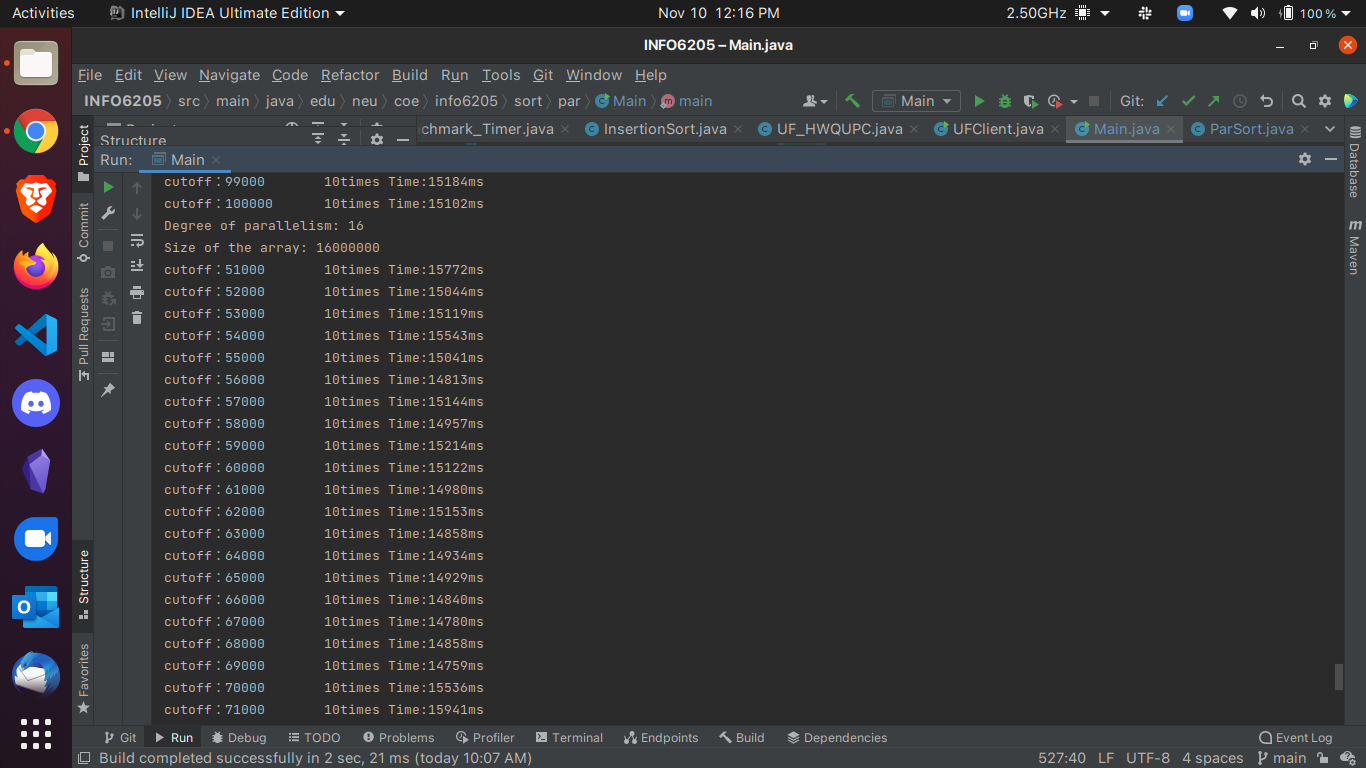 Activities IntelliJ IDEA Ultimate Edition Nov 10 12:16 PM 2.50GHz 100%
INFO6205 – Main.java
File Edit View Navigate Code Refactor Build Run Tools Git Window Help
INFO6205 src main java edu neu coe info6205 sort par Main main Main Git:
chmark_Timer.java InsertionSort.java UF_HWQUPC.java UFClient.java Main.java ParSort.java
Structure
Run: Main
cutoff：99000 10times Time:15184ms
cutoff：100000 10times Time:15102ms
Degree of parallelism: 16
Size of the array: 16000000
cutoff：51000 10times Time:15772ms
cutoff：52000 10times Time:15044ms
cutoff：53000 10times Time:15119ms
cutoff：54000 10times Time:15543ms
cutoff：55000 10times Time:15041ms
cutoff：56000 10times Time:14813ms
cutoff：57000 10times Time:15144ms
cutoff：58000 10times Time:14957ms
cutoff：59000 10times Time:15214ms
cutoff：60000 10times Time:15122ms
cutoff：61000 10times Time:14980ms
cutoff：62000 10times Time:15153ms
cutoff：63000 10times Time:14858ms
cutoff：64000 10times Time:14934ms
cutoff：65000 10times Time:14929ms
cutoff：66000 10times Time:14840ms
cutoff：67000 10times Time:14780ms
cutoff：68000 10times Time:14858ms
cutoff：69000 10times Time:14759ms
cutoff：70000 10times Time:15536ms
cutoff：71000 10times Time:15941ms
Project
Commit
Pull Requests
Structure
Favorites
Database
Maven
Git Run Debug TODO Problems Profiler Terminal Endpoints Build Dependencies Event Log
Build completed successfully in 2 sec, 21 ms (today 10:07 AM) 527:40 LF UTF-8 4 spaces main